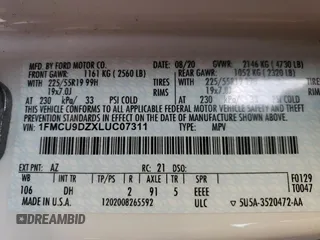 MFD. BY FORD MOTOR CO.
DATE: 08/20 GVWR: 2146 KG (4730 LB)
FRONT GAWR: 1161 KG (2560 LB) REAR GAWR: 1052 KG (2320 LB)
225/55R19 99H WITH TIRES 225/55R19 99H
19x7.0J RIMS 19x7.0J
AT 230 kPa/ 33 PSI COLD AT 230 kPa/ PSI COLD
THIS VEHICLE CONFORMS TO ALL APPLICABLE FEDERAL MOTOR VEHICLE SAFETY AND THEFT
PREVENTION STANDARDS IN EFFECT ON THE DATE OF MANUFACTURE SHOWN ABOVE.
VIN: 1FMCU9DZXLUC07311
TYPE: MPV
EXT PNT: AZ RC: 21 DSO:
WB INT TR TP/PS R AXLE TR SPR F0129
106 DH 2 91 5 EEEE T0047
1202008265592 ULC 5U5A-3520472-AA